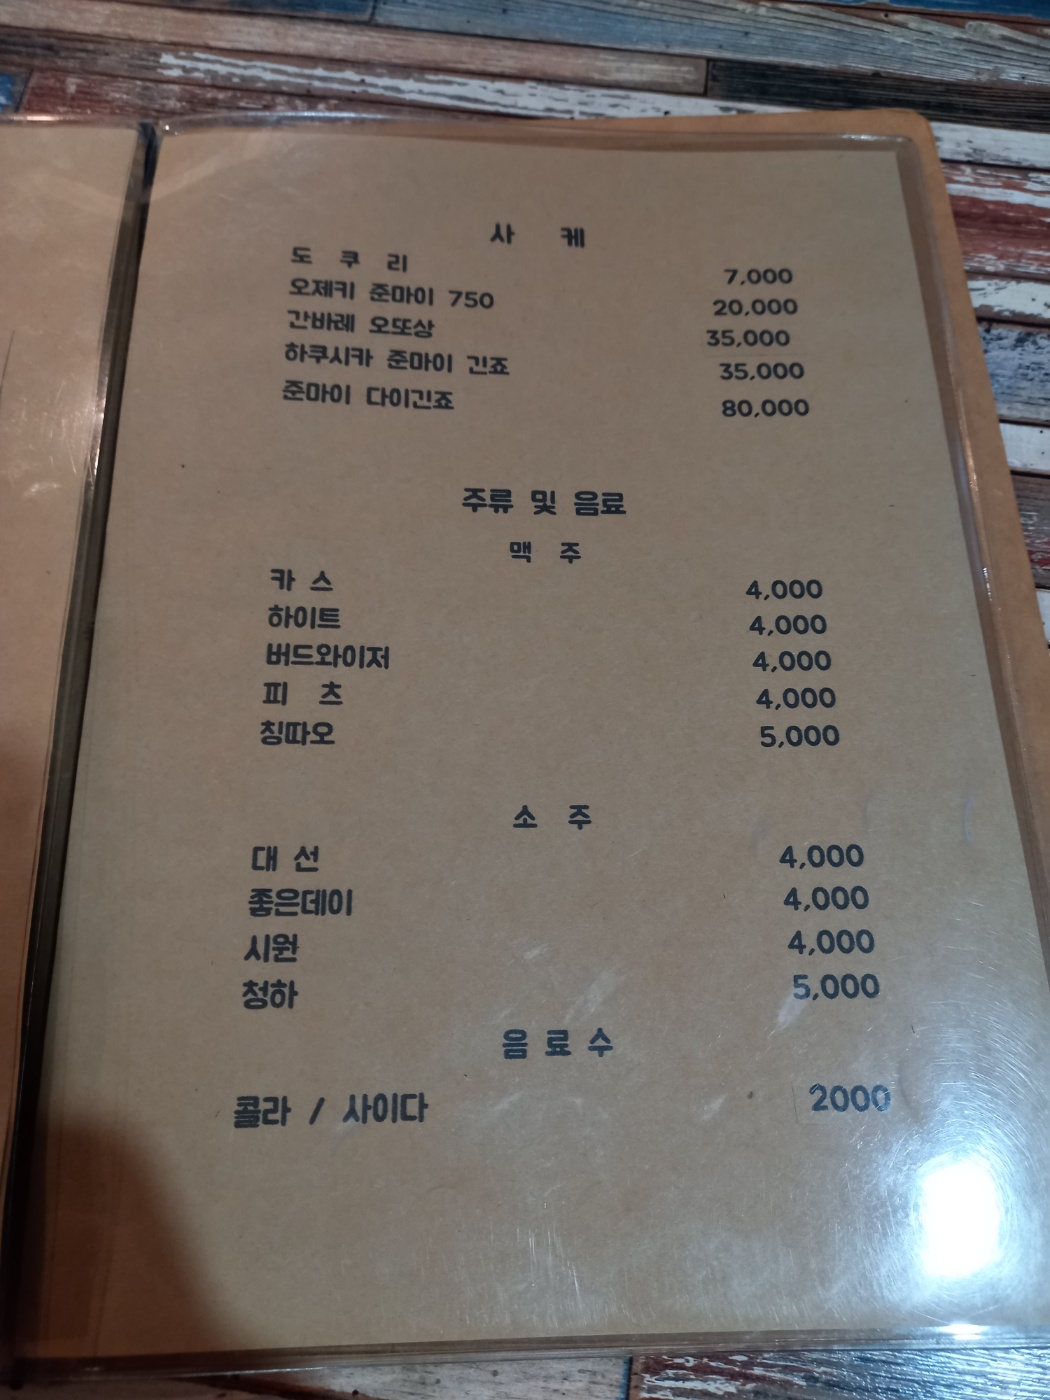 사 케
도 쿠 리 7,000
오제키 준마이 750 20,000
간바레 오또상 35,000
하쿠시카 준마이 긴죠 35,000
준마이 다이긴죠 80,000
주류 및 음료
맥 주
카 스 4,000
하이트 4,000
버드와이저 4,000
피 츠 4,000
칭따오 5,000
소 주
대 선 4,000
좋은데이 4,000
시원 4,000
청하 5,000
음 료 수
콜라 / 사이다 2000